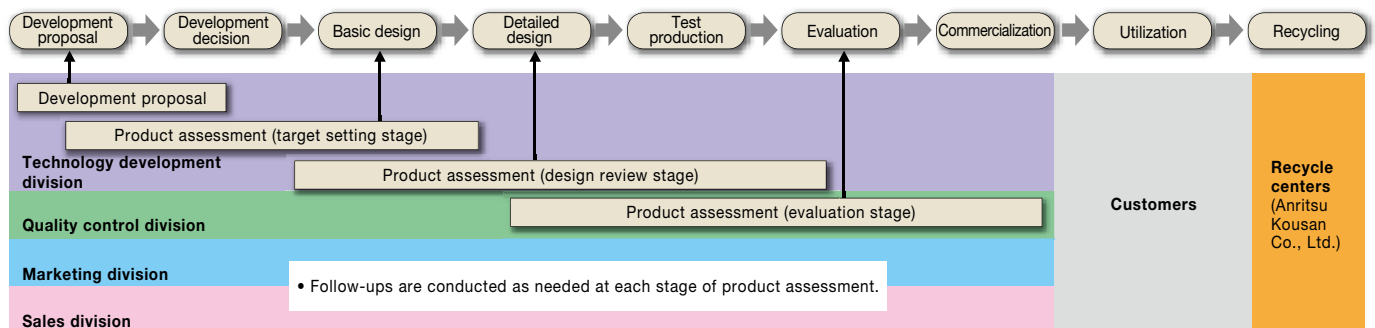 Development
proposal
Development
decision
Basic design
Detailed
design
Test
production
Evaluation
Commercialization
Utilization
Recycling
Development proposal
Product assessment (target setting stage)
Technology development
division
Product assessment (design review stage)
Product assessment (evaluation stage)
Quality control division
Marketing division
• Follow-ups are conducted as needed at each stage of product assessment.
Sales division
Customers
Recycle
centers
(Anritsu
Kousan
Co., Ltd.)